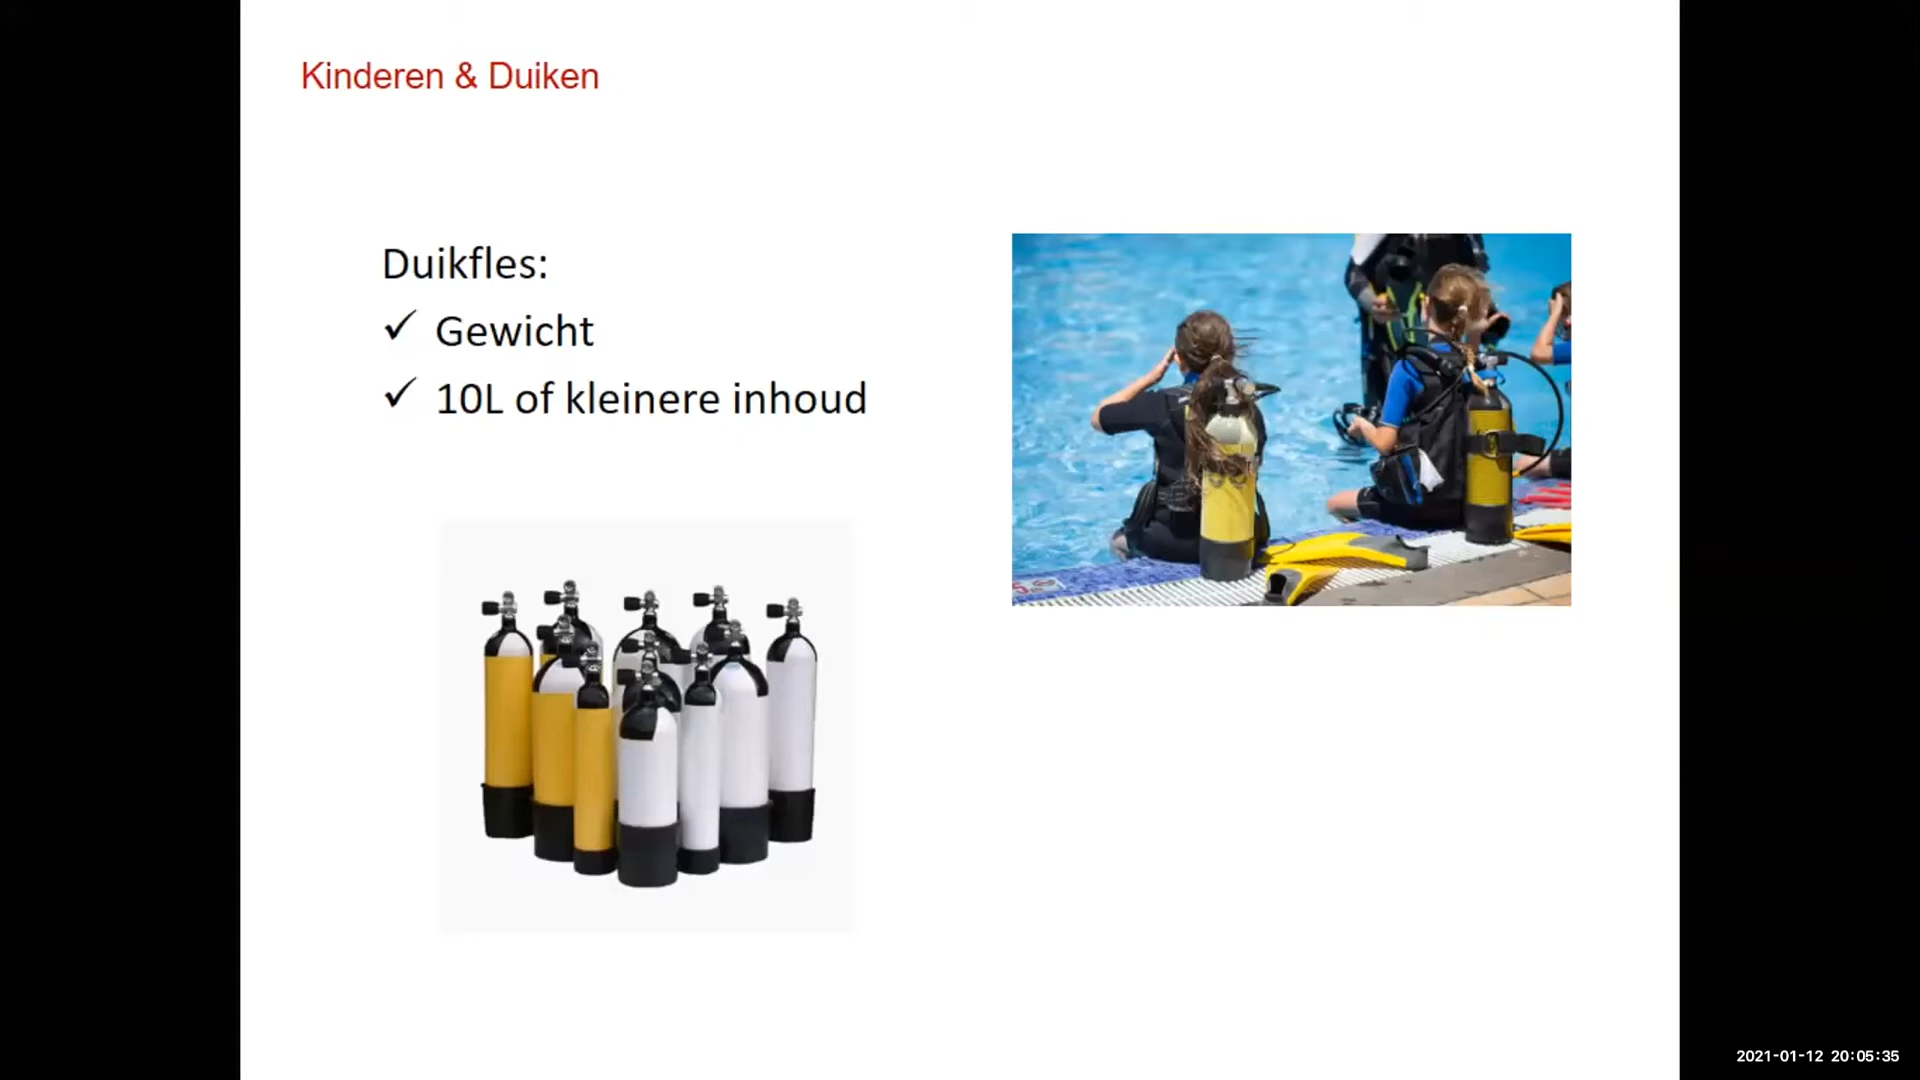 Kinderen & Duiken
Duikfles:
✓ Gewicht
✓ 10L of kleinere inhoud
2021-01-12 20:05:35